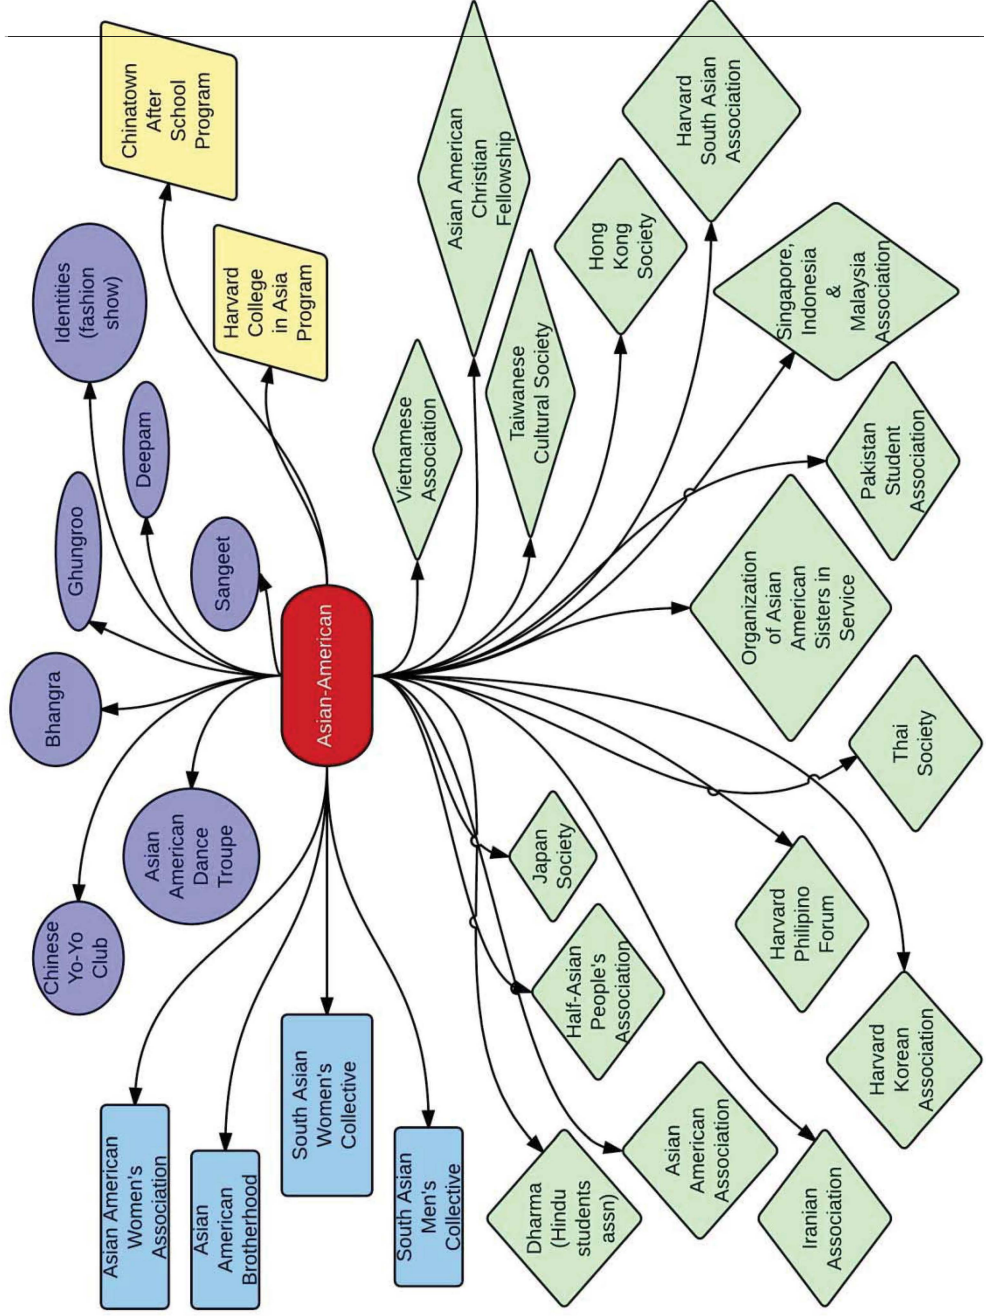 Chinese
Yo-Yo
Club
Bhangra
Ghungroo
Identities
(fashion
show)
Asian American
Women's
Association
Asian
American
Dance
Troupe
Deepam
Chinatown
After
School
Program
Asian
American
Brotherhood
Sangeet
Harvard
College
in Asia
Program
South Asian
Women's
Collective
Asian-American
South Asian
Men's
Collective
Vietnamese
Association
Asian American
Christian
Fellowship
Dharma
(Hindu
students
assn)
Japan
Society
Taiwanese
Cultural Society
Half-Asian
People's
Association
Hong
Kong
Society
Asian
American
Association
Harvard
South Asian
Association
Organization
of Asian
American
Sisters in
Service
Harvard
Philipino
Forum
Singapore,
Indonesia
&
Malaysia
Association
Iranian
Association
Pakistan
Student
Association
Harvard
Korean
Association
Thai
Society